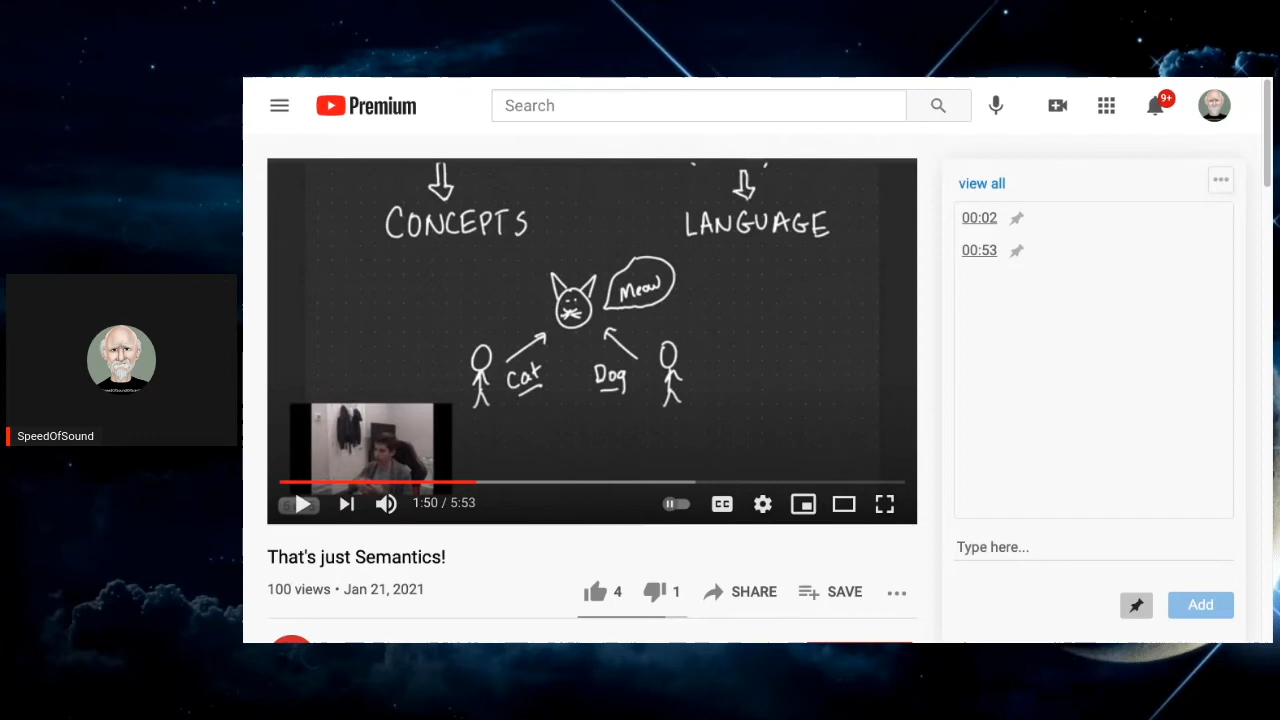 Premium
Search
9+
CONCEPTS
LANGUAGE
Meow
Cat
Dog
1:50 / 5:53
CC
That's just Semantics!
100 views • Jan 21, 2021
4
1
SHARE
SAVE
view all
00:02
00:53
Type here...
Add
SpeedOfSound